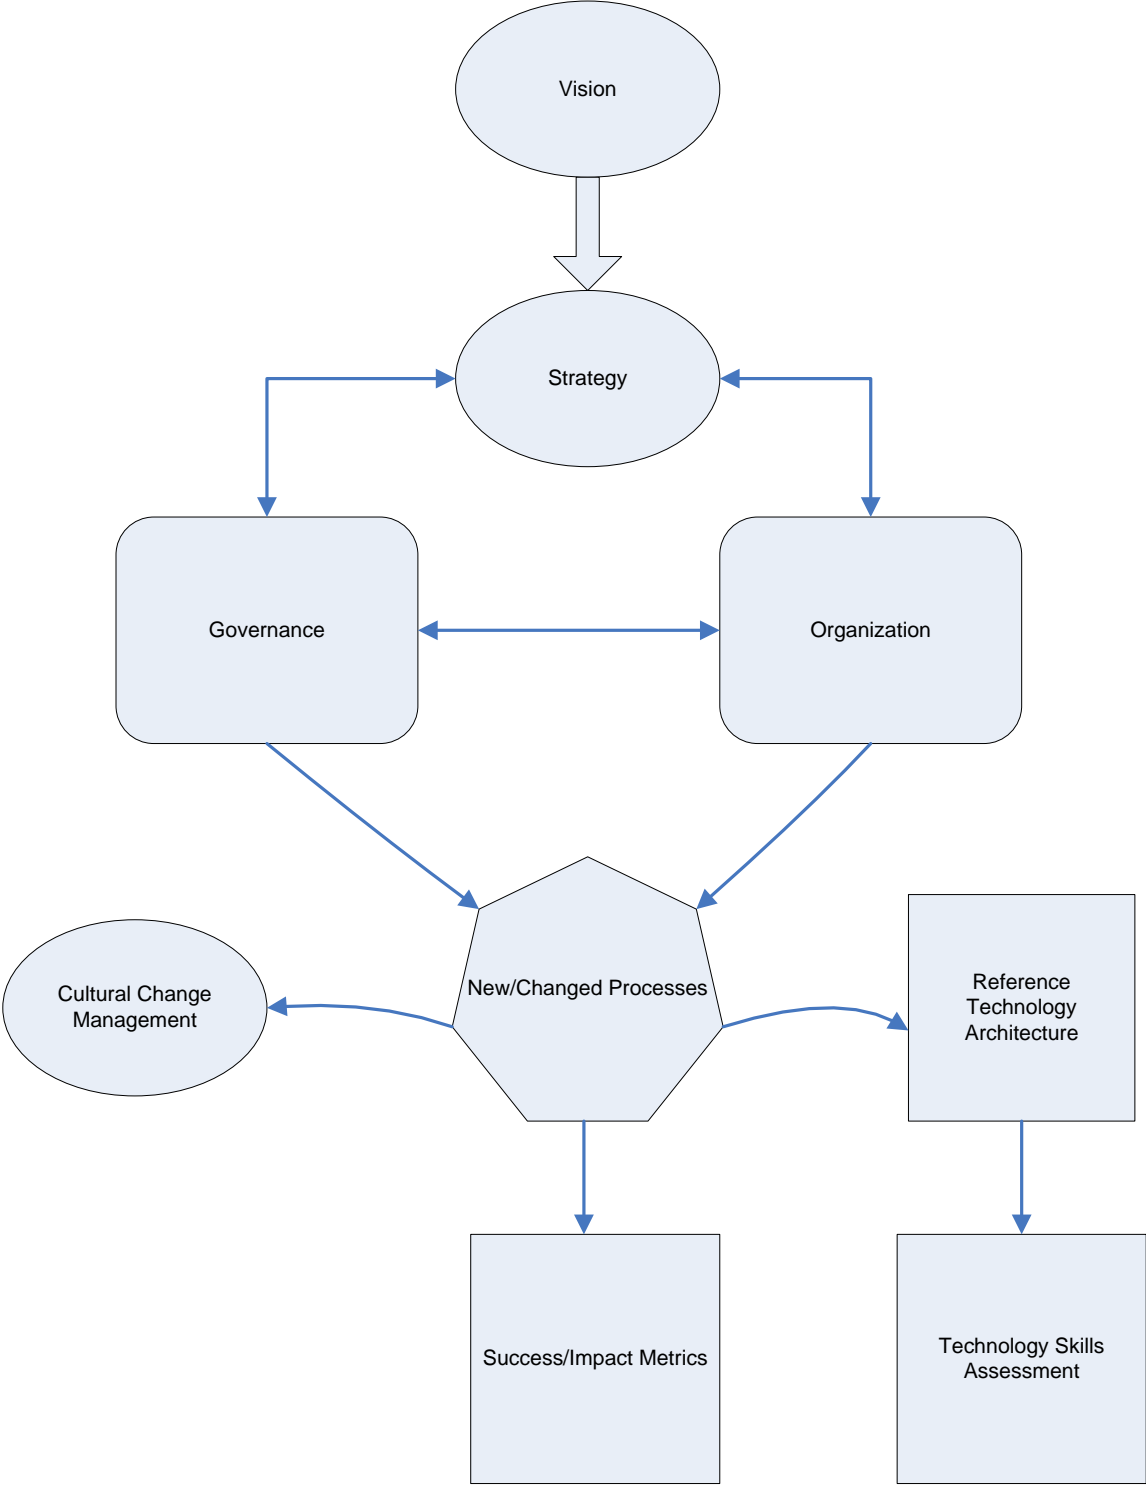 Vision
Strategy
Governance
Organization
New/Changed Processes
Cultural Change
Management
Reference
Technology
Architecture
Success/Impact Metrics
Technology Skills
Assessment